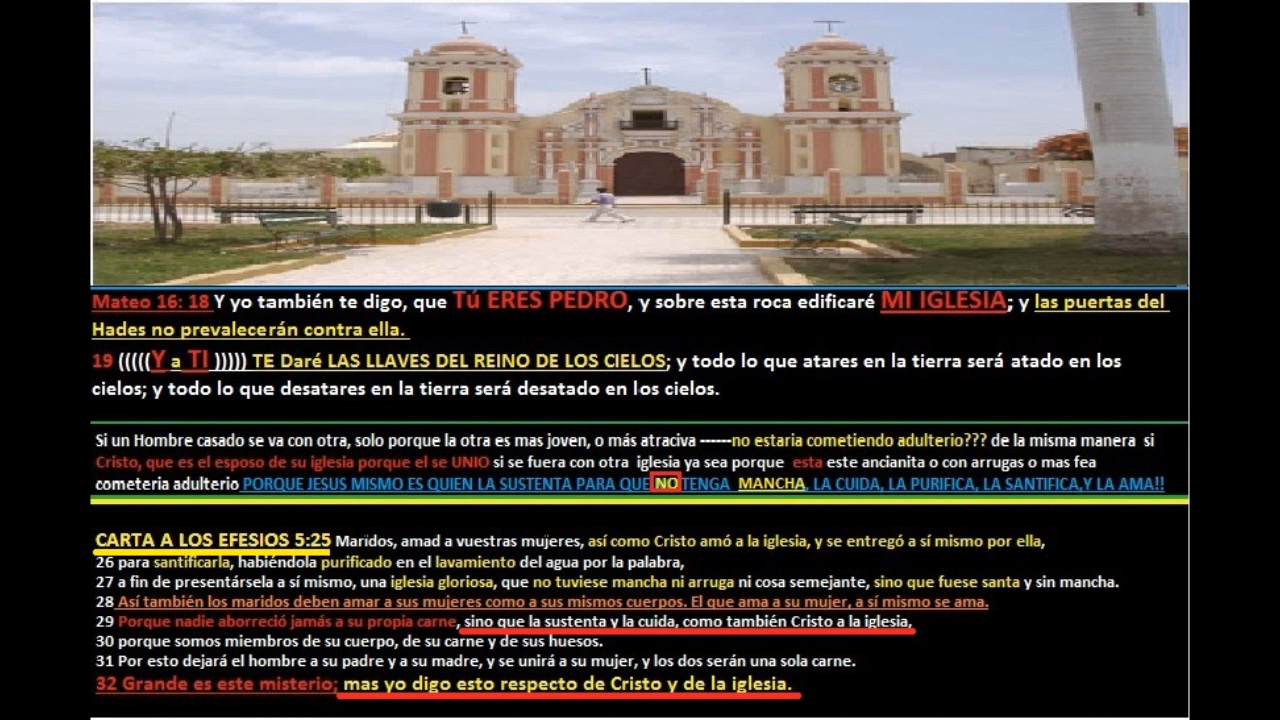 Mateo 16: 18 Y yo también te digo, que Tú ERES PEDRO, y sobre esta roca edificaré MI IGLESIA; y las puertas del
Hades no prevalecerán contra ella.
19 (((((Y a TI ))))) TE Daré LAS LLAVES DEL REINO DE LOS CIELOS; y todo lo que atares en la tierra será atado en los
cielos; y todo lo que desatares en la tierra será desatado en los cielos.
Si un Hombre casado se va con otra, solo porque la otra es mas joven, o más atraciva ------no estaria cometiendo adulterio??? de la misma manera si
Cristo, que es el esposo de su iglesia porque el se UNIO si se fuera con otra iglesia ya sea porque esta este ancianita o con arrugas o mas fea
cometeria adulterio PORQUE JESUS MISMO ES QUIEN LA SUSTENTA PARA QUE NO TENGA MANCHA, LA CUIDA, LA PURIFICA, LA SANTIFICA,Y LA AMA!!
CARTA A LOS EFESIOS 5:25 Maridos, amad a vuestras mujeres, así como Cristo amó a la iglesia, y se entregó a sí mismo por ella,
26 para santificarla, habiéndola purificado en el lavamiento del agua por la palabra,
27 a fin de presentársela a sí mismo, una iglesia gloriosa, que no tuviese mancha ni arruga ni cosa semejante, sino que fuese santa y sin mancha.
28 Así también los maridos deben amar a sus mujeres como a sus mismos cuerpos. El que ama a su mujer, a sí mismo se ama.
29 Porque nadie aborreció jamás a su propia carne, sino que la sustenta y la cuida, como también Cristo a la iglesia,
30 porque somos miembros de su cuerpo, de su carne y de sus huesos.
31 Por esto dejará el hombre a su padre y a su madre, y se unirá a su mujer, y los dos serán una sola carne.
32 Grande es este misterio; mas yo digo esto respecto de Cristo y de la iglesia.